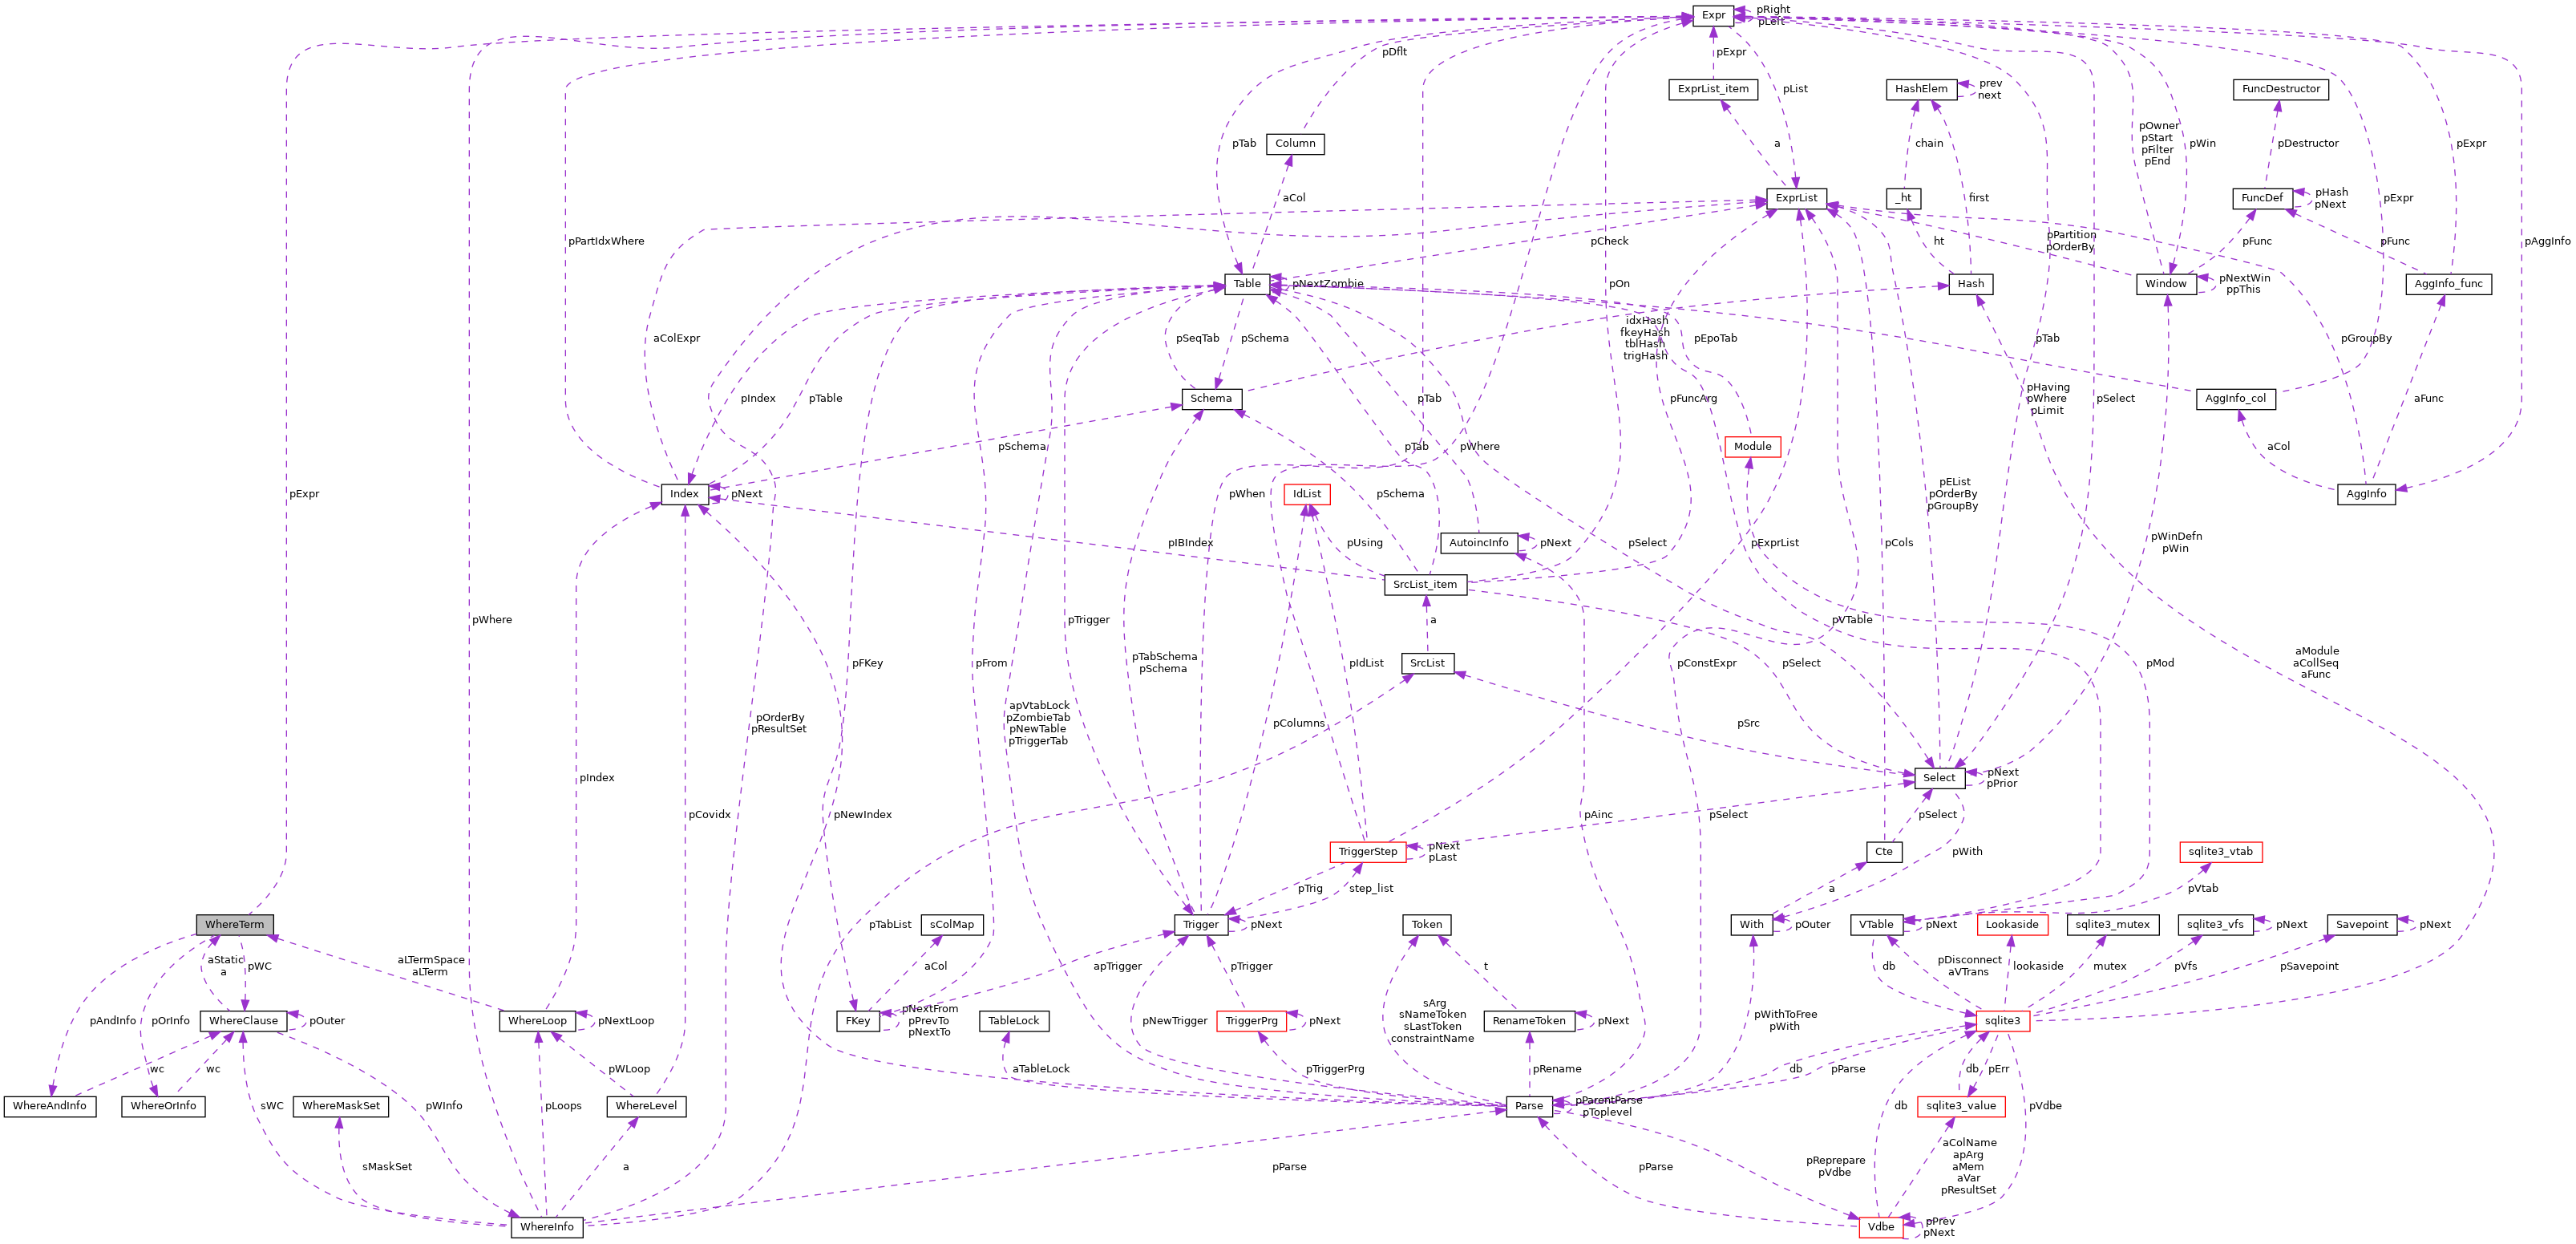 Expr
pRight
pLeft
pDflt
pExpr
ExprList_item
HashElem
prev
next
FuncDestructor
pList
pTab
Column
a
chain
pOwner
pStart
pFilter
pEnd
pWin
pDestructor
pExpr
aCol
ExprList
_ht
first
FuncDef
pHash
pNext
pExpr
pPartIdxWhere
pCheck
ht
pPartition
pOrderBy
pFunc
pFunc
pAggInfo
Table
pNextZombie
Hash
Window
pNextWin
ppThis
AggInfo_func
aColExpr
pSeqTab
pSchema
idxHash
fkeyHash
tblHash
trigHash
pEpoTab
pTab
pGroupBy
pIndex
pTable
Schema
pFuncArg
pTab
pHaving
pWhere
pLimit
pSelect
AggInfo_col
aFunc
pSchema
pTab
pWhere
Module
aCol
pExpr
Index
pNext
pWhen
IdList
pSchema
pEList
pOrderBy
pGroupBy
AggInfo
pIBIndex
pUsing
AutoincInfo
pNext
pSelect
pExprList
pCols
pWinDefn
pWin
pOn
SrcList_item
pWhere
pTrigger
a
pVTable
pFKey
pFrom
pTabSchema
pSchema
pIdList
SrcList
pConstExpr
pSelect
pMod
aModule
aCollSeq
aFunc
pOrderBy
pResultSet
apVtabLock
pZombieTab
pNewTable
pTriggerTab
pColumns
pSrc
pIndex
Select
pNext
pPrior
pCovidx
pNewIndex
pAinc
pSelect
pSelect
TriggerStep
pNext
pLast
Cte
pWith
sqlite3_vtab
pTrig
step_list
a
pVtab
WhereTerm
pTabList
sColMap
Trigger
pNext
Token
With
pOuter
VTable
pNext
Lookaside
sqlite3_mutex
sqlite3_vfs
pNext
Savepoint
pNext
aStatic
a
pWC
aLTermSpace
aLTerm
aCol
apTrigger
pTrigger
t
db
pDisconnect
aVTrans
lookaside
mutex
pVfs
pSavepoint
pAndInfo
pOrInfo
WhereClause
pOuter
WhereLoop
pNextLoop
FKey
pNextFrom
pPrevTo
pNextTo
TableLock
pNewTrigger
TriggerPrg
pNext
sArg
sNameToken
sLastToken
constraintName
RenameToken
pNext
pWithToFree
pWith
sqlite3
wc
wc
pWLoop
aTableLock
pTriggerPrg
pRename
db
pParse
db
pErr
WhereAndInfo
WhereOrInfo
sWC
WhereMaskSet
pWInfo
pLoops
WhereLevel
Parse
pParentParse
pToplevel
db
sqlite3_value
pVdbe
sMaskSet
a
pParse
pParse
pReprepare
pVdbe
aColName
apArg
aMem
aVar
pResultSet
WhereInfo
Vdbe
pPrev
pNext